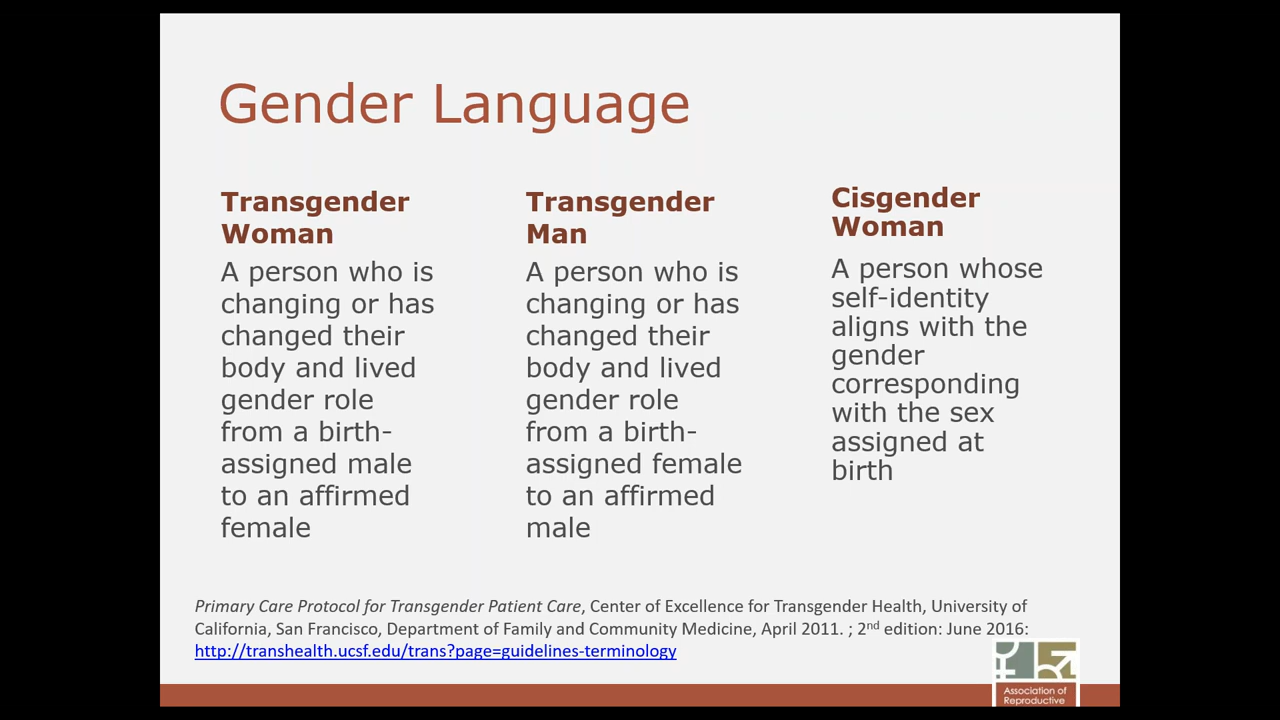 Gender Language
Transgender
Woman
A person who is
changing or has
changed their
body and lived
gender role
from a birth-
assigned male
to an affirmed
female
Transgender
Man
A person who is
changing or has
changed their
body and lived
gender role
from a birth-
assigned female
to an affirmed
male
Cisgender
Woman
A person whose
self-identity
aligns with the
gender
corresponding
with the sex
assigned at
birth
Primary Care Protocol for Transgender Patient Care, Center of Excellence for Transgender Health, University of
California, San Francisco, Department of Family and Community Medicine, April 2011. ; 2nd edition: June 2016:
http://transhealth.ucsf.edu/trans?page=guidelines-terminology
Association of
Reproductive